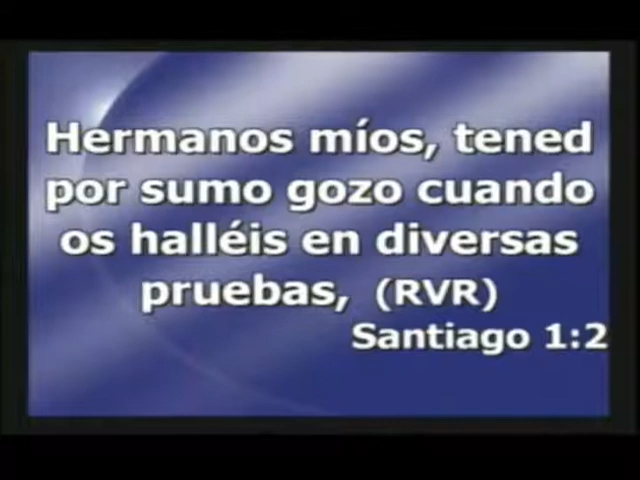 Hermanos míos, tened
por sumo gozo cuando
os halléis en diversas
pruebas, (RVR)
Santiago 1:2